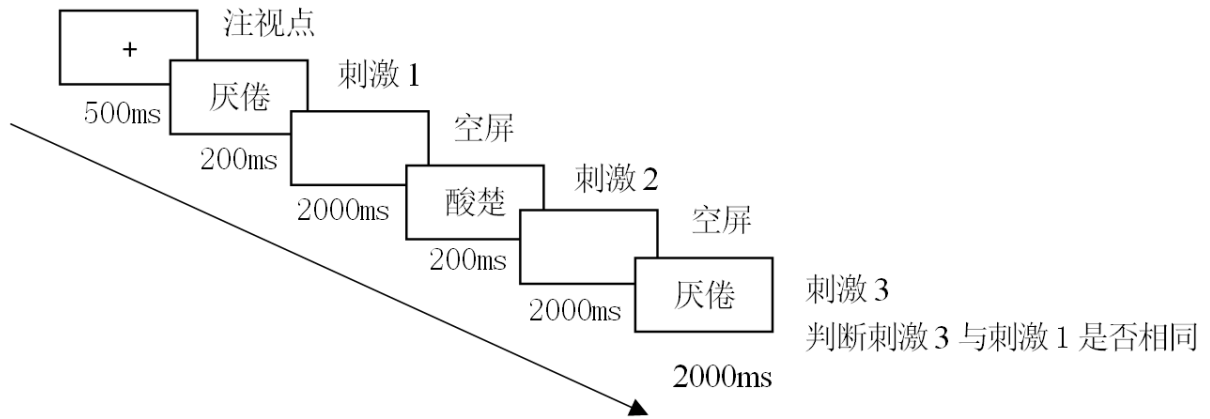 +
注视点
500ms
厌倦
刺激 1
200ms
空屏
2000ms
酸楚
刺激 2
200ms
空屏
2000ms
厌倦
刺激 3
判断刺激 3 与刺激 1 是否相同
2000ms